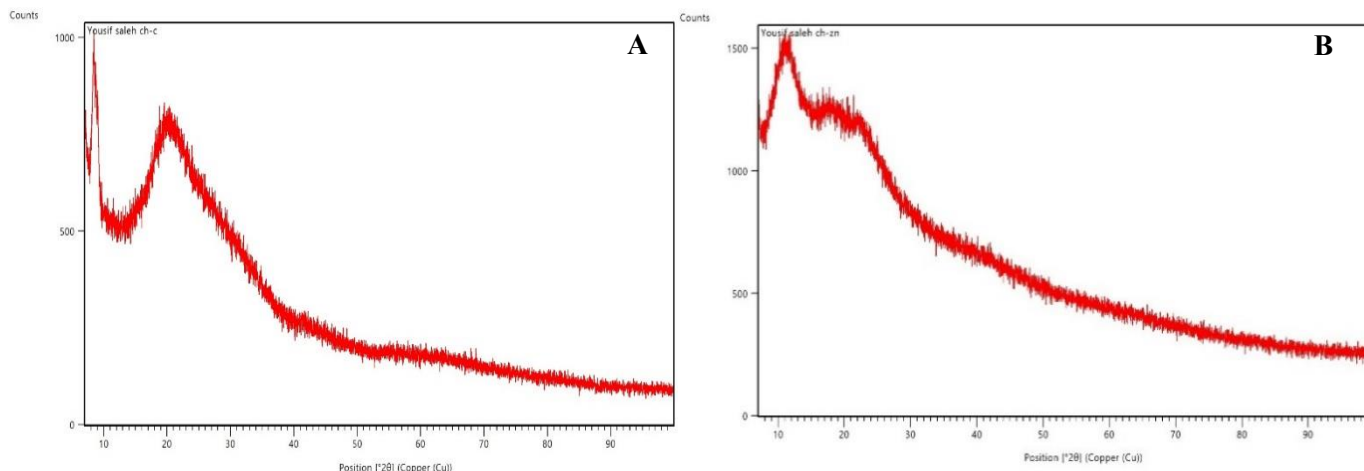 Counts
Yousif saleh ch-c
A
1000
500
0
10 20 30 40 50 60 70 80 90
Position [°2θ] (Copper (Cu))
Counts
Yousif saleh ch-zn
B
1500
1000
500
0
10 20 30 40 50 60 70 80 90
Position [°2θ] (Copper (Cu))